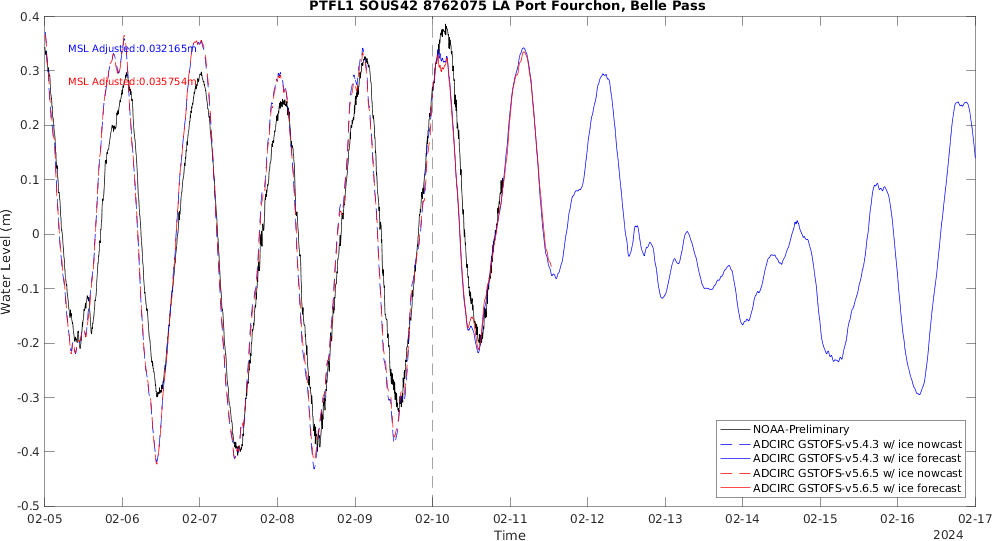 PTFL1 SOUS42 8762075 LA Port Fourchon, Belle Pass
MSL Adjusted:0.032165m
MSL Adjusted:0.035754m
Water Level (m)
0.4
0.3
0.2
0.1
0
-0.1
-0.2
-0.3
-0.4
-0.5
NOAA-Preliminary
ADCIRC GSTOFS-v5.4.3 w/ ice nowcast
ADCIRC GSTOFS-v5.4.3 w/ ice forecast
ADCIRC GSTOFS-v5.6.5 w/ ice nowcast
ADCIRC GSTOFS-v5.6.5 w/ ice forecast
02-05 02-06 02-07 02-08 02-09 02-10 02-11 02-12 02-13 02-14 02-15 02-16 02-17
Time
2024